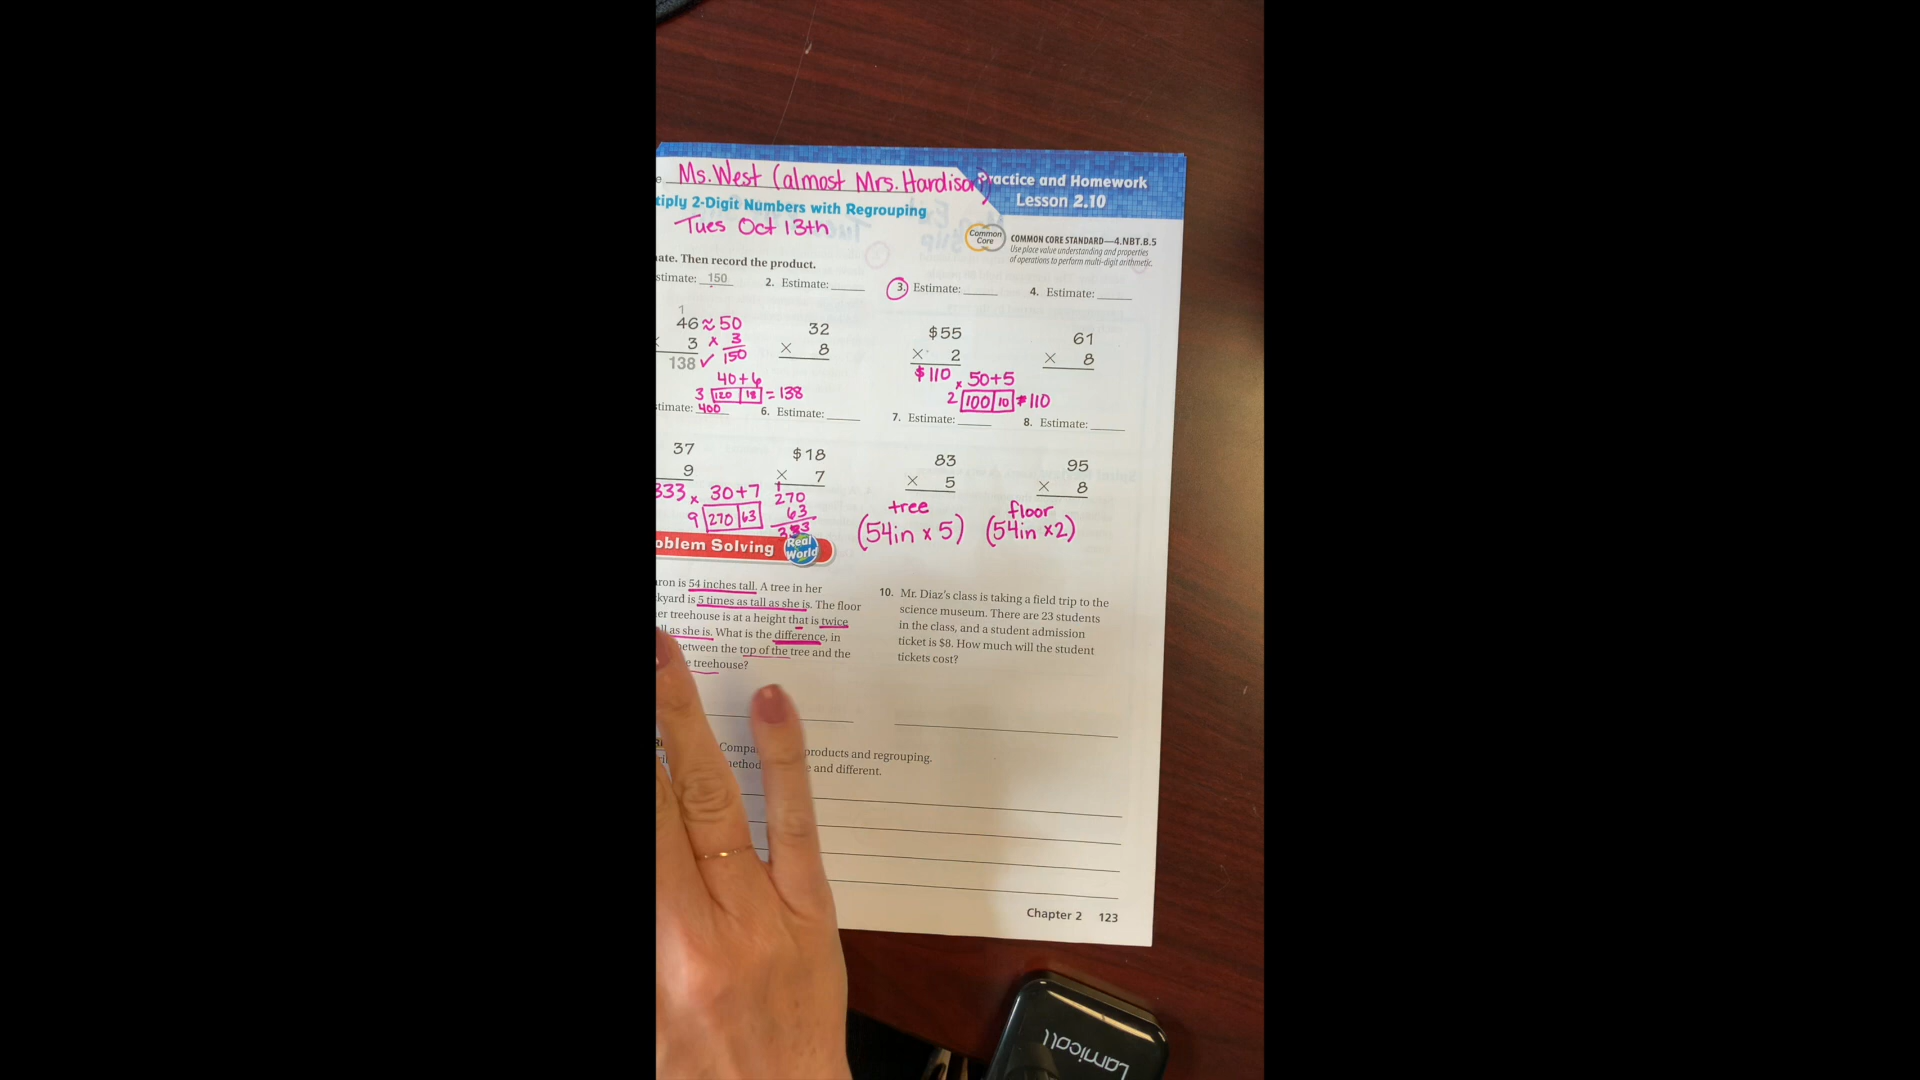 Ms. West (almost Mrs. Hardison)
Practice and Homework
Lesson 2.10
tiply 2-Digit Numbers with Regrouping
Tues Oct 13th
Common Core
COMMON CORE STANDARD—4.NBT.B.5
Use place value understanding and properties
of operations to perform multi-digit arithmetic.
ate. Then record the product.
stimate: 150
2. Estimate:
3. Estimate:
4. Estimate:
1
46 ≈ 50
× 3 × 3
138 ✓ 150
40+6
3 120 18 = 138
32
× 8
$55
× 2
$110
× 50+5
2 100 10 = 110
61
× 8
timate: 400
6. Estimate:
7. Estimate:
8. Estimate:
37
9
333 × 30+7
9 270 63
$18
× 7
1
270
63
333
83
× 5
95
× 8
tree
(54in x 5)
floor
(54in x2)
oblem Solving Real World
ron is 54 inches tall. A tree in her
kyard is 5 times as tall as she is. The floor
er treehouse is at a height that is twice
ll as she is. What is the difference, in
between the top of the tree and the
e treehouse?
10. Mr. Diaz's class is taking a field trip to the
science museum. There are 23 students
in the class, and a student admission
ticket is $8. How much will the student
tickets cost?
Compa products and regrouping.
method e and different.
Chapter 2 123
Lamicall